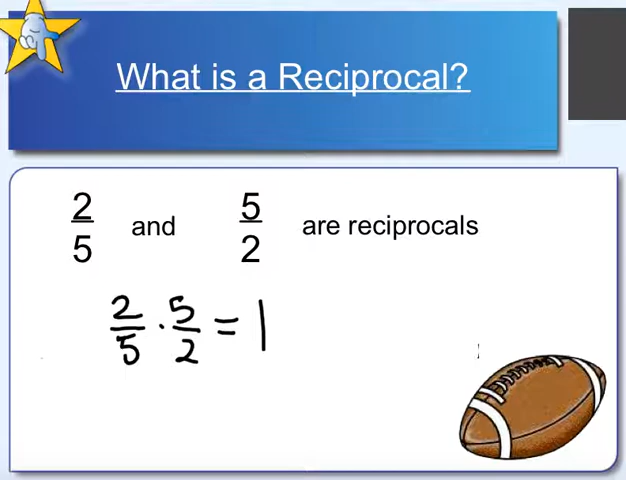 What is a Reciprocal?
2/5 and 5/2 are reciprocals
2/5 · 5/2 = 1